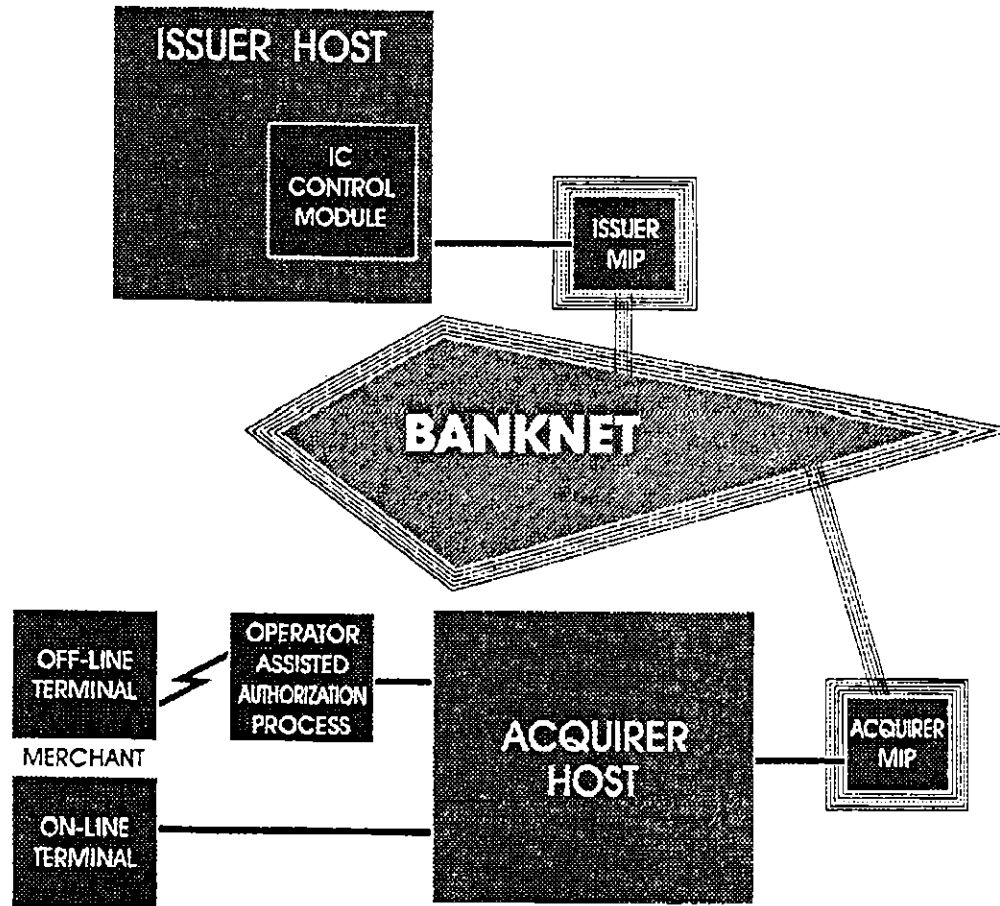 ISSUER HOST
IC
CONTROL
MODULE
ISSUER
MIP
BANKNET
OFF-LINE
TERMINAL
OPERATOR
ASSISTED
AUTHORIZATION
PROCESS
MERCHANT
ON-LINE
TERMINAL
ACQUIRER
HOST
ACQUIRER
MIP